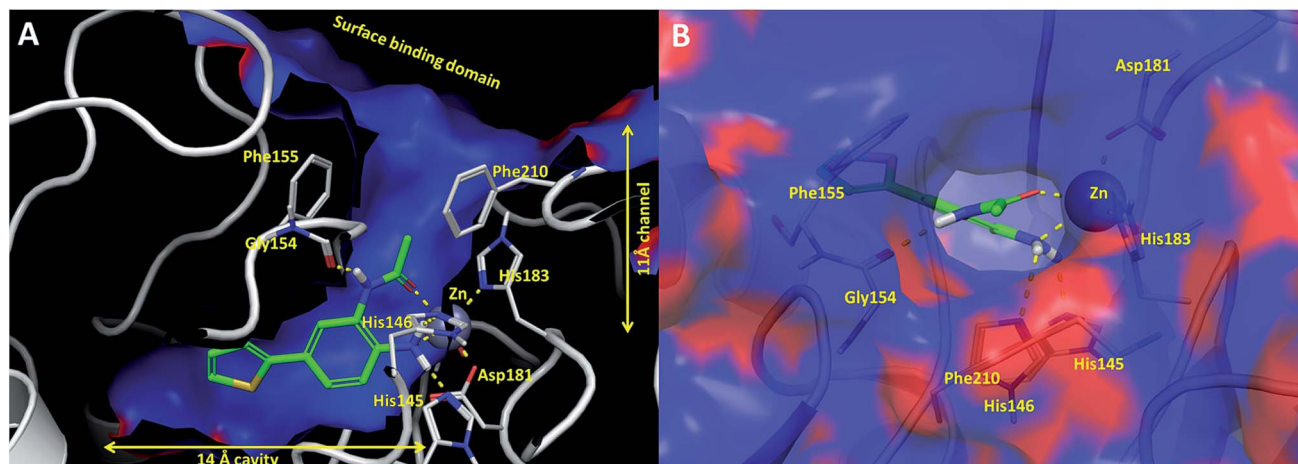 A
Surface binding domain
Phe155
Phe210
Gly154
11Å channel
His183
Zn
His146
Asp181
His145
14 Å cavity
B
Asp181
Phe155
Zn
His183
Gly154
His145
Phe210
His146